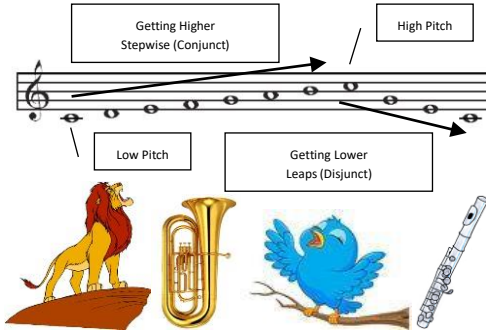 Getting Higher
Stepwise (Conjunct)
High Pitch
Low Pitch
Getting Lower
Leaps (Disjunct)